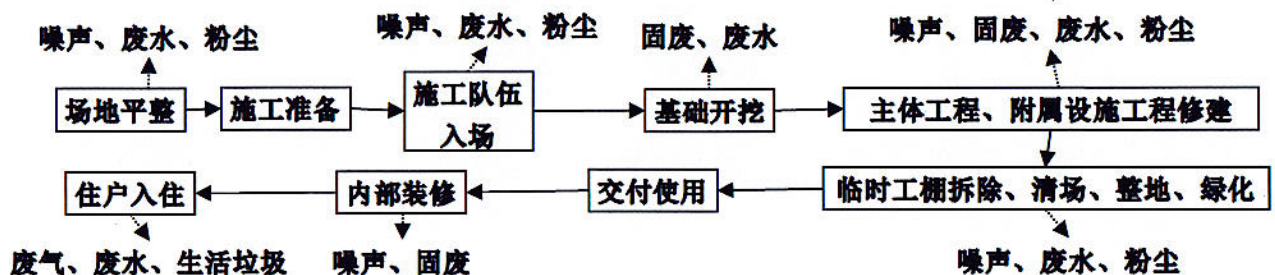 噪声、废水、粉尘
噪声、废水、粉尘
固废、废水
噪声、固废、废水、粉尘
场地平整
施工准备
施工队伍
入场
基础开挖
主体工程、附属设施工程修建
住户入住
内部装修
交付使用
临时工棚拆除、清场、整地、绿化
废气、废水、生活垃圾
噪声、固废
噪声、废水、粉尘